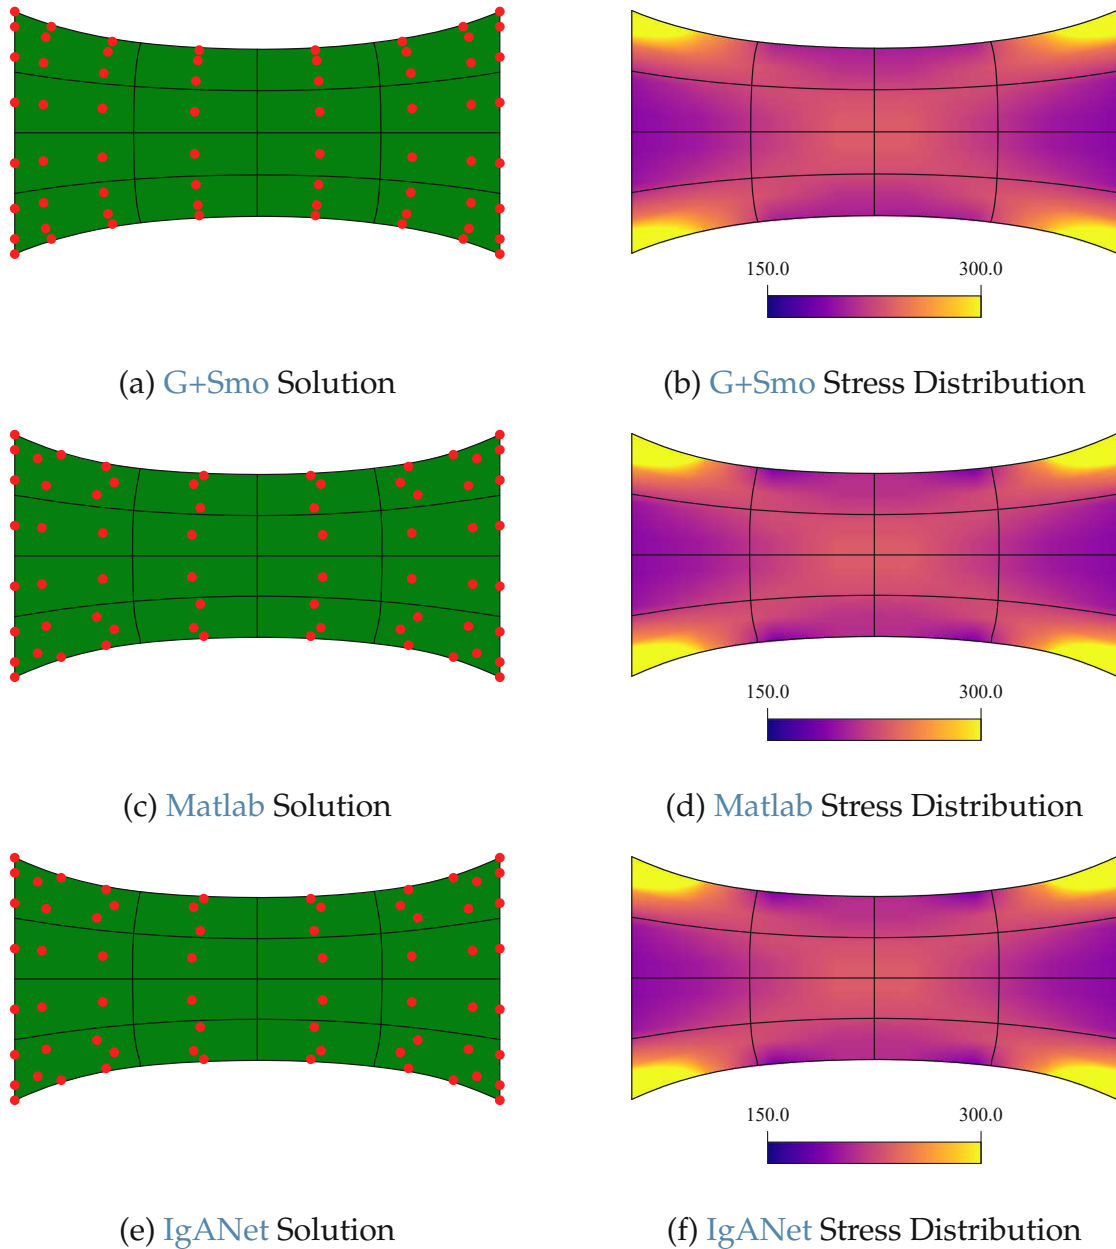 150.0 300.0
(a) G+Smo Solution
(b) G+Smo Stress Distribution
150.0 300.0
(c) Matlab Solution
(d) Matlab Stress Distribution
150.0 300.0
(e) IgANet Solution
(f) IgANet Stress Distribution